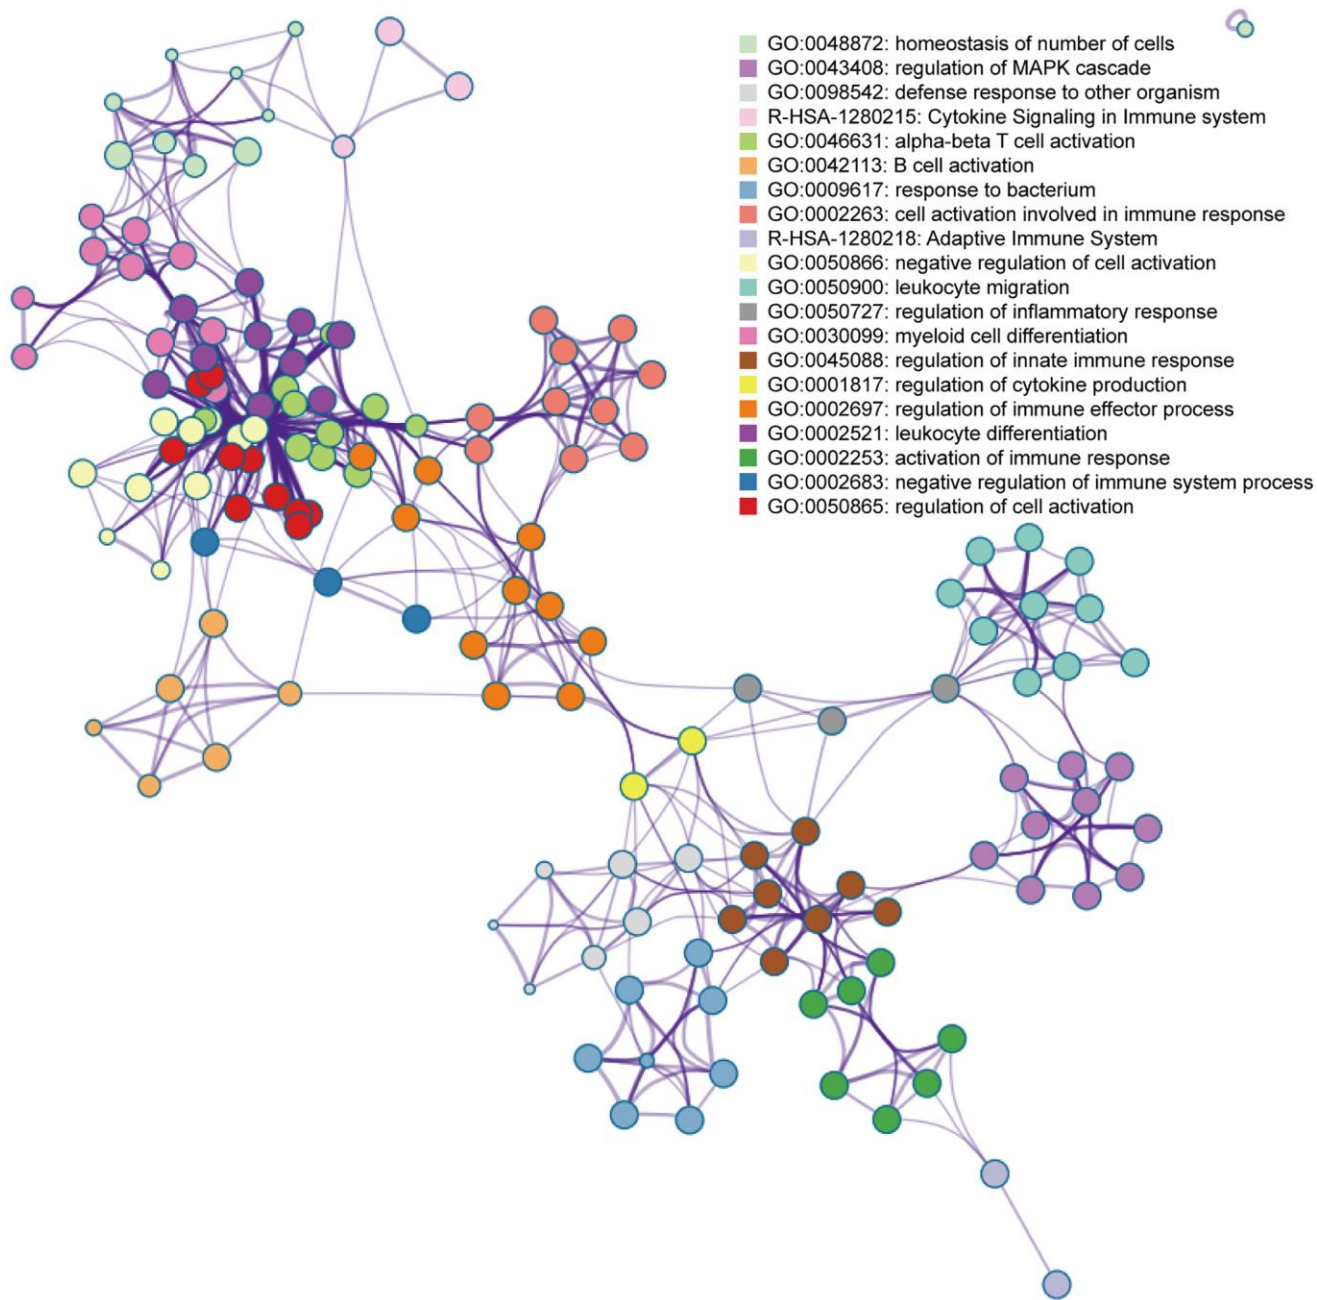 GO:0048872: homeostasis of number of cells
GO:0043408: regulation of MAPK cascade
GO:0098542: defense response to other organism
R-HSA-1280215: Cytokine Signaling in Immune system
GO:0046631: alpha-beta T cell activation
GO:0042113: B cell activation
GO:0009617: response to bacterium
GO:0002263: cell activation involved in immune response
R-HSA-1280218: Adaptive Immune System
GO:0050866: negative regulation of cell activation
GO:0050900: leukocyte migration
GO:0050727: regulation of inflammatory response
GO:0030099: myeloid cell differentiation
GO:0045088: regulation of innate immune response
GO:0001817: regulation of cytokine production
GO:0002697: regulation of immune effector process
GO:0002521: leukocyte differentiation
GO:0002253: activation of immune response
GO:0002683: negative regulation of immune system process
GO:0050865: regulation of cell activation